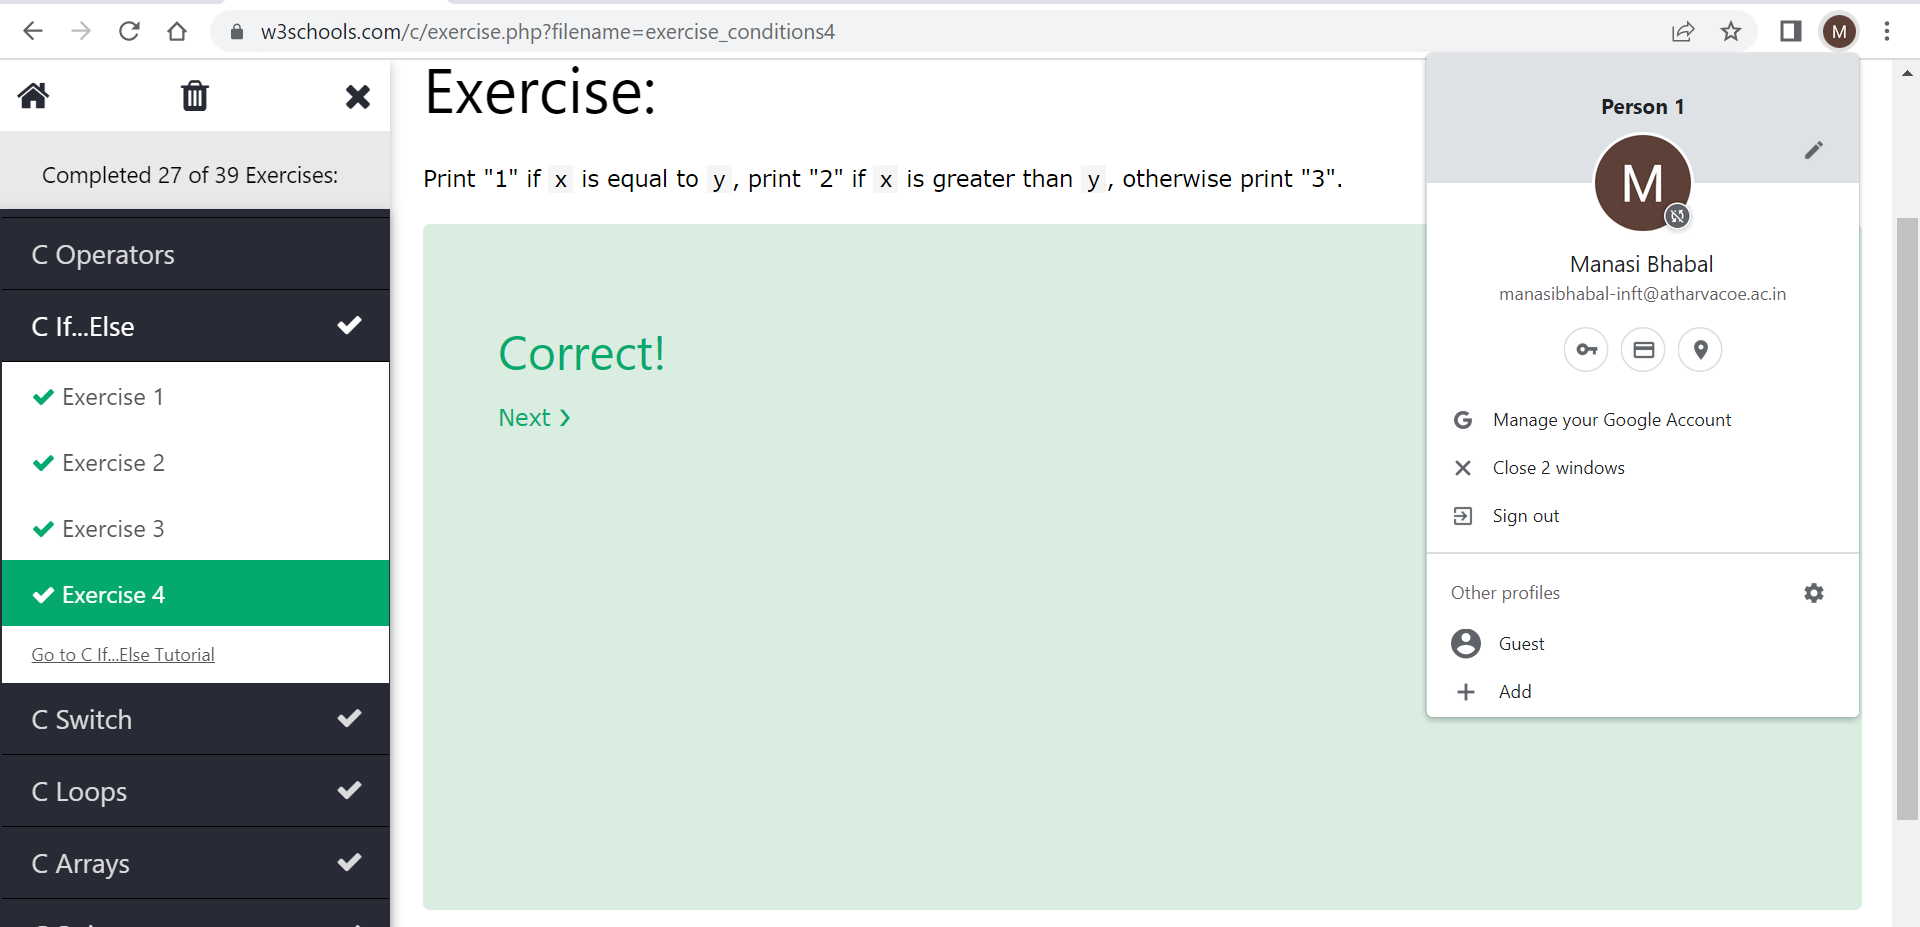 w3schools.com/c/exercise.php?filename=exercise_conditions4
M
Completed 27 of 39 Exercises:
C Operators
C If...Else
Exercise 1
Exercise 2
Exercise 3
Exercise 4
Go to C If...Else Tutorial
C Switch
C Loops
C Arrays
Exercise:
Print "1" if x is equal to y, print "2" if x is greater than y, otherwise print "3".
Correct!
Next ❯
Person 1
M
Manasi Bhabal
manasibhabal-inft@atharvacoe.ac.in
Manage your Google Account
Close 2 windows
Sign out
Other profiles
Guest
Add